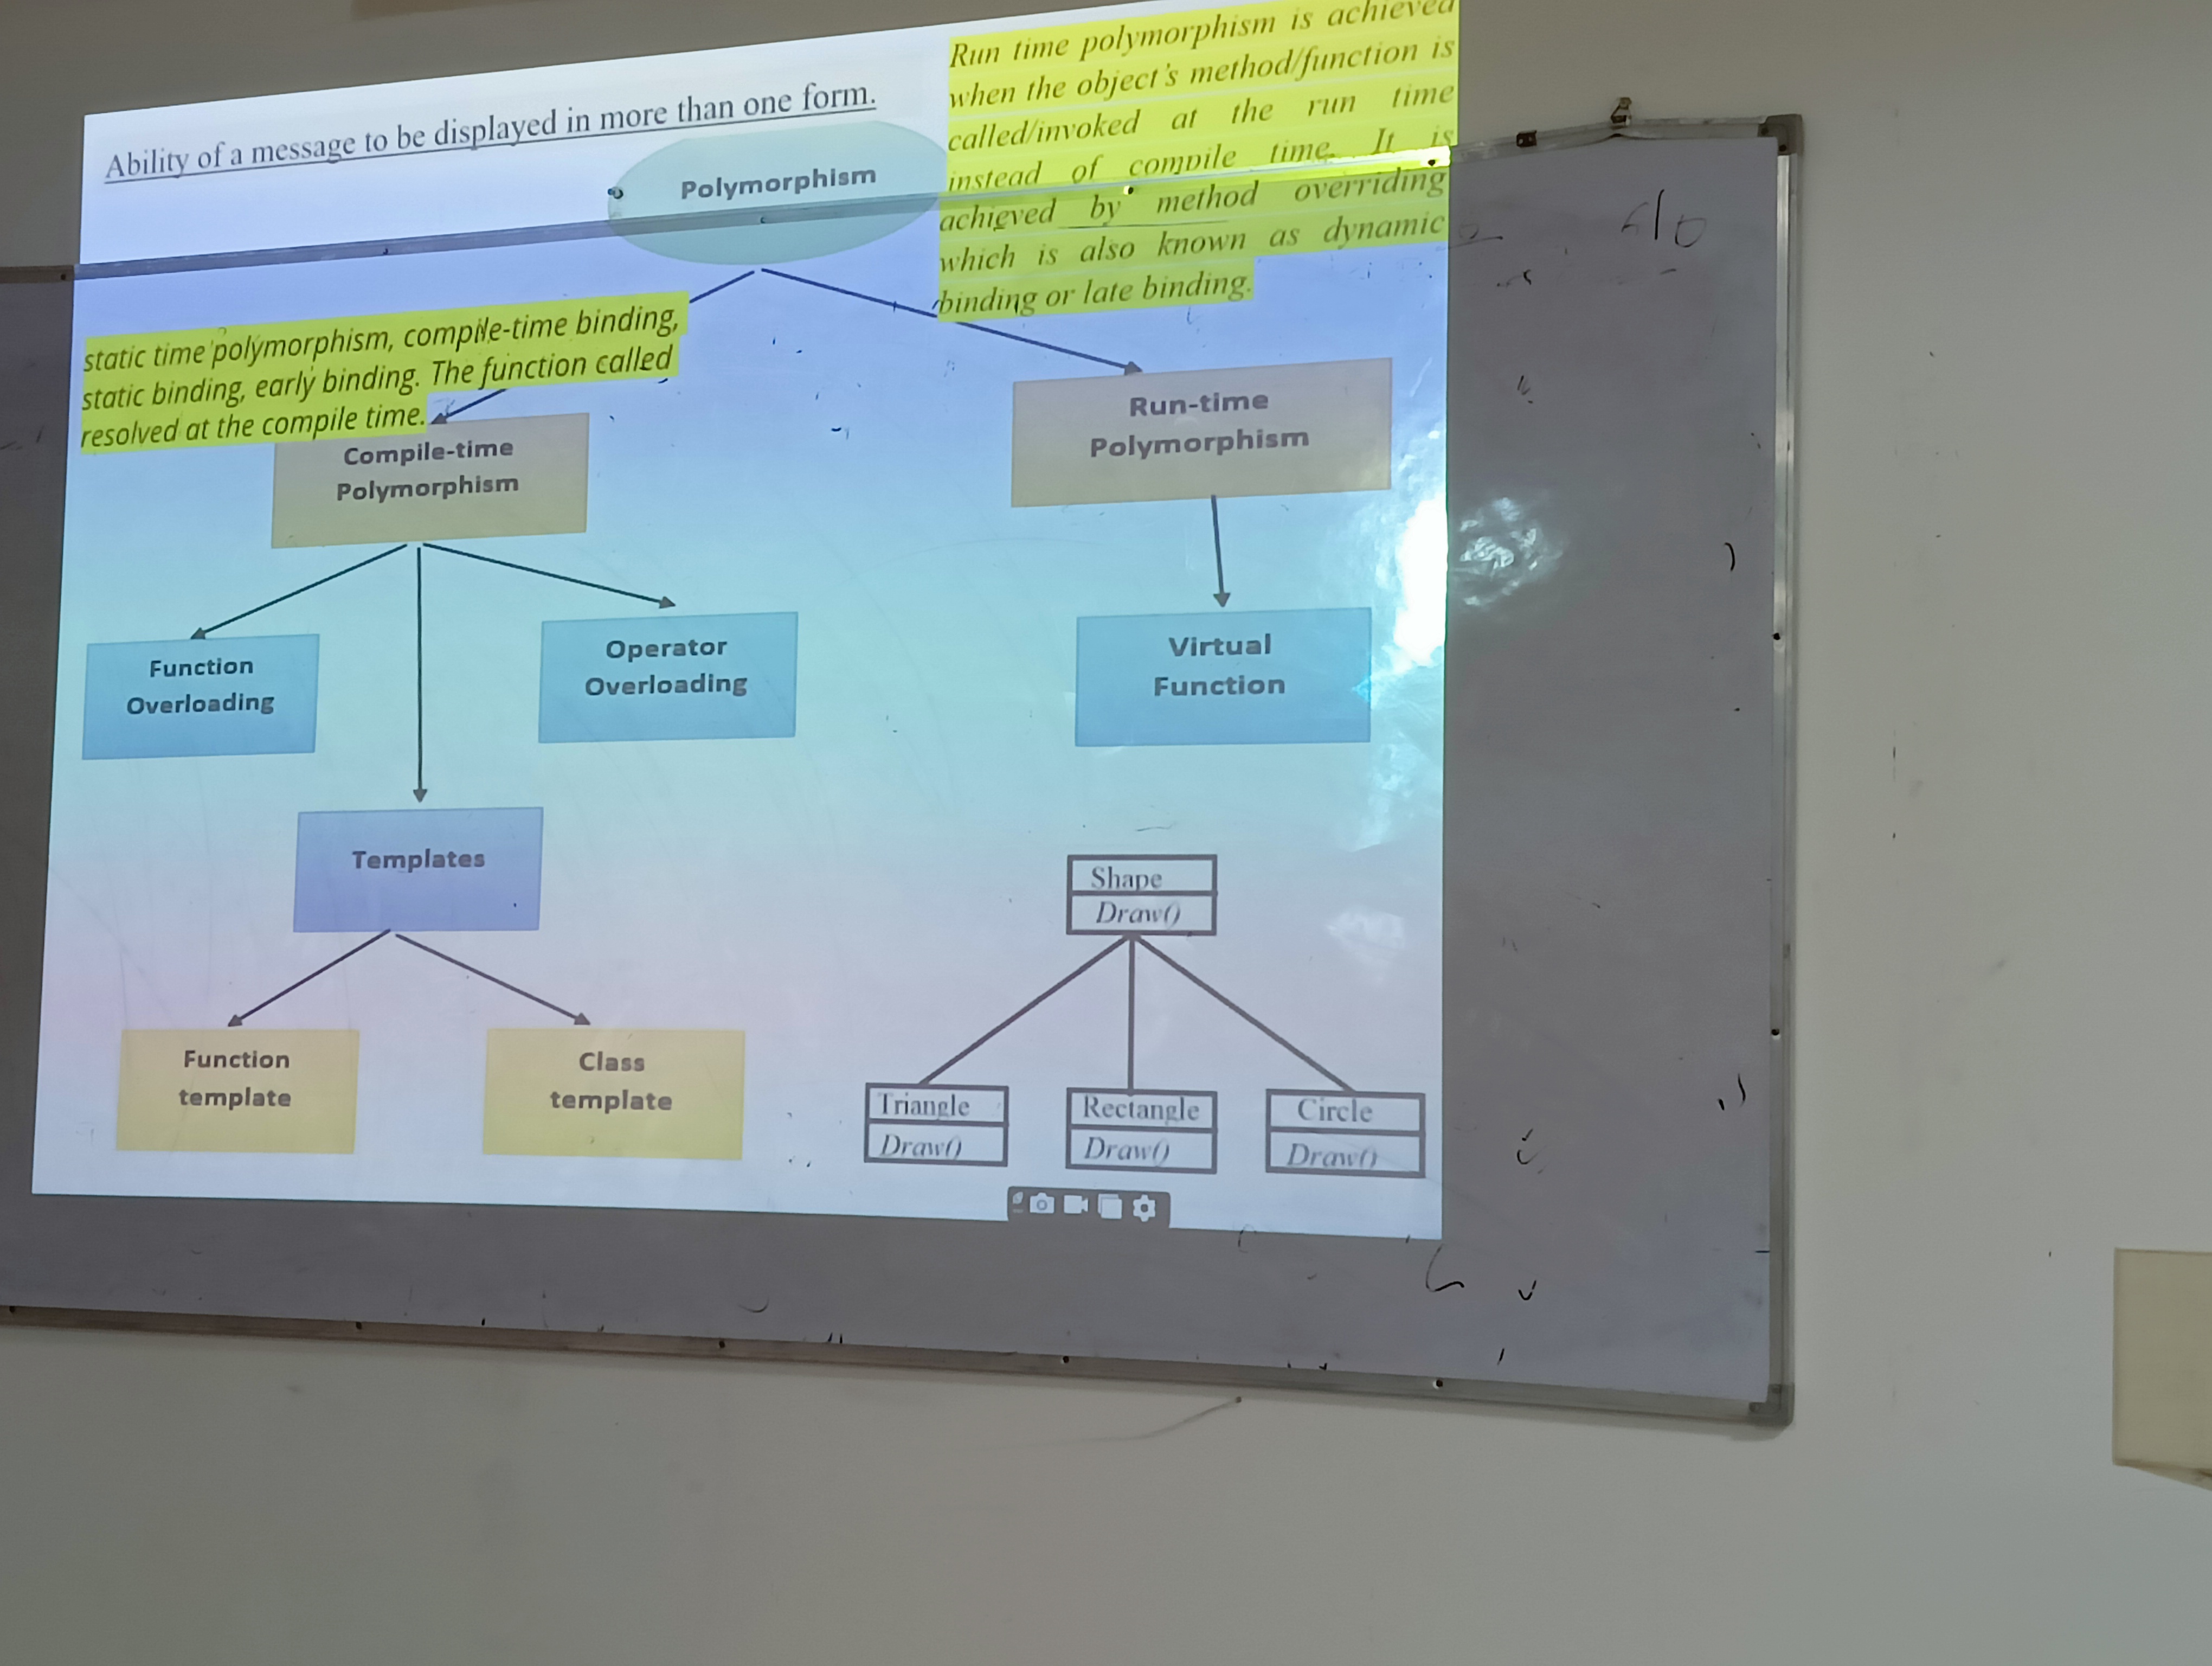 Ability of a message to be displayed in more than one form.
Run time polymorphism is achieved
when the object's method/function is
called/invoked at the run time
instead of compile time. It is
achieved by method overriding
which is also known as dynamic
binding or late binding.
Polymorphism
static time polymorphism, compile-time binding,
static binding, early binding. The function called
resolved at the compile time.
Compile-time
Polymorphism
Run-time
Polymorphism
Function
Overloading
Operator
Overloading
Virtual
Function
Templates
Function
template
Class
template
Shape
Draw()
Triangle
Draw()
Rectangle
Draw()
Circle
Draw()